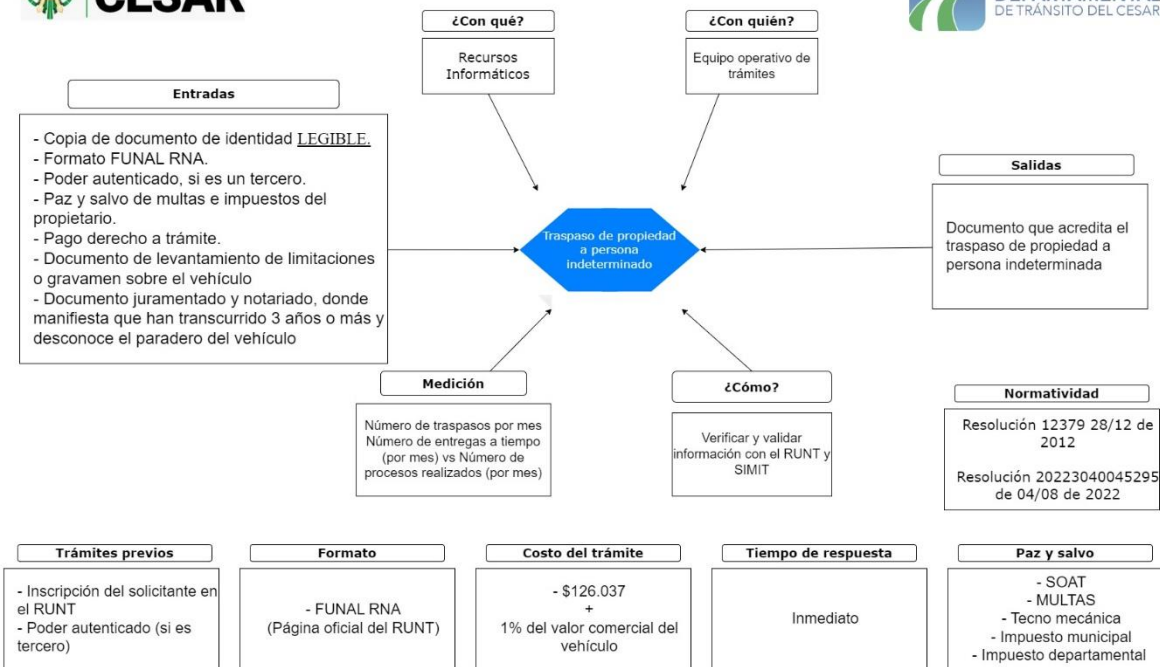 CESAR
DEPARTAMENTAL
DE TRÁNSITO DEL CESAR
¿Con qué?
Recursos
Informáticos
¿Con quién?
Equipo operativo de
trámites
Entradas
- Copia de documento de identidad LEGIBLE.
- Formato FUNAL RNA.
- Poder autenticado, si es un tercero.
- Paz y salvo de multas e impuestos del
propietario.
- Pago derecho a trámite.
- Documento de levantamiento de limitaciones
o gravamen sobre el vehículo
- Documento juramentado y notariado, donde
manifiesta que han transcurrido 3 años o más y
desconoce el paradero del vehículo
Traspaso de propiedad
a persona
indeterminado
Salidas
Documento que acredita el
traspaso de propiedad a
persona indeterminada
Medición
Número de traspasos por mes
Número de entregas a tiempo
(por mes) vs Número de
procesos realizados (por mes)
¿Cómo?
Verificar y validar
información con el RUNT y
SIMIT
Normatividad
Resolución 12379 28/12 de
2012
Resolución 20223040045295
de 04/08 de 2022
Trámites previos
- Inscripción del solicitante en
el RUNT
- Poder autenticado (si es
tercero)
Formato
- FUNAL RNA
(Página oficial del RUNT)
Costo del trámite
- $126.037
+
1% del valor comercial del
vehículo
Tiempo de respuesta
Inmediato
Paz y salvo
- SOAT
- MULTAS
- Tecno mecánica
- Impuesto municipal
- Impuesto departamental